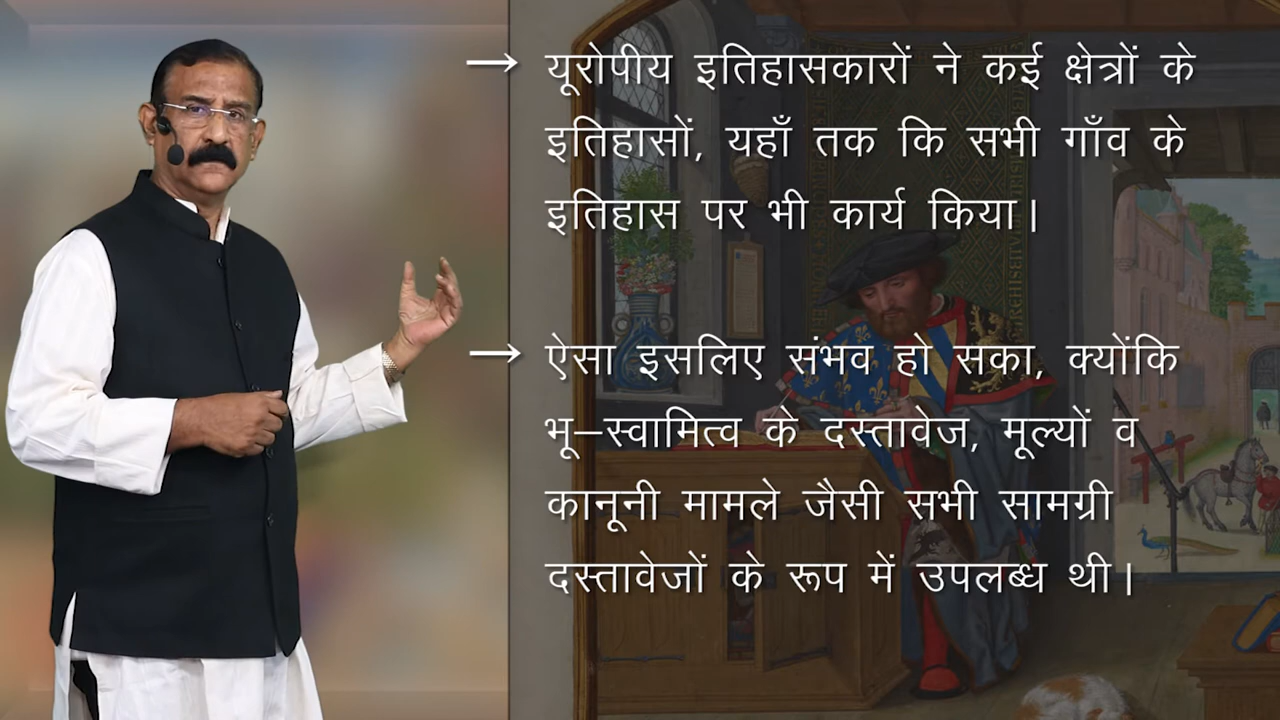 → यूरोपीय इतिहासकारों ने कई क्षेत्रों के
इतिहासों, यहाँ तक कि सभी गाँव के
इतिहास पर भी कार्य किया।
→ ऐसा इसलिए संभव हो सका, क्योंकि
भू–स्वामित्व के दस्तावेज, मूल्यों व
कानूनी मामले जैसी सभी सामग्री
दस्तावेजों के रूप में उपलब्ध थी।